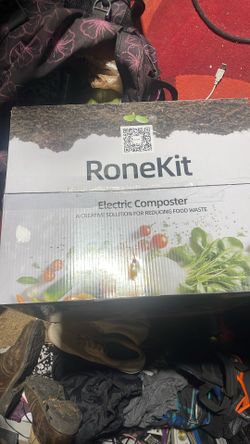 RoneKit
Electric Composter
A CREATIVE SOLUTION FOR REDUCING FOOD WASTE